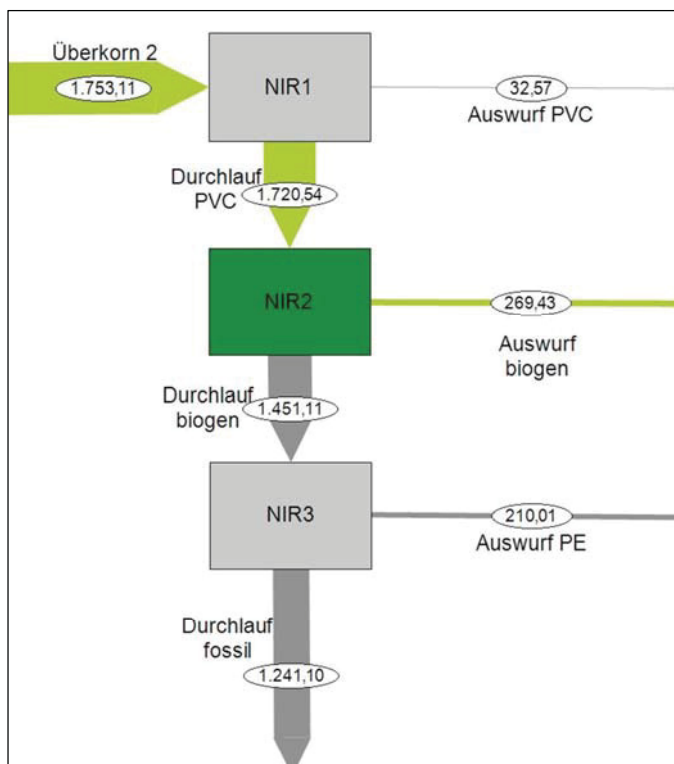 Überkorn 2
1.753,11
NIR1
32,57
Auswurf PVC
Durchlauf
PVC
1.720,54
NIR2
269,43
Auswurf
biogen
Durchlauf
biogen
1.451,11
NIR3
210,01
Auswurf PE
Durchlauf
fossil
1.241,10